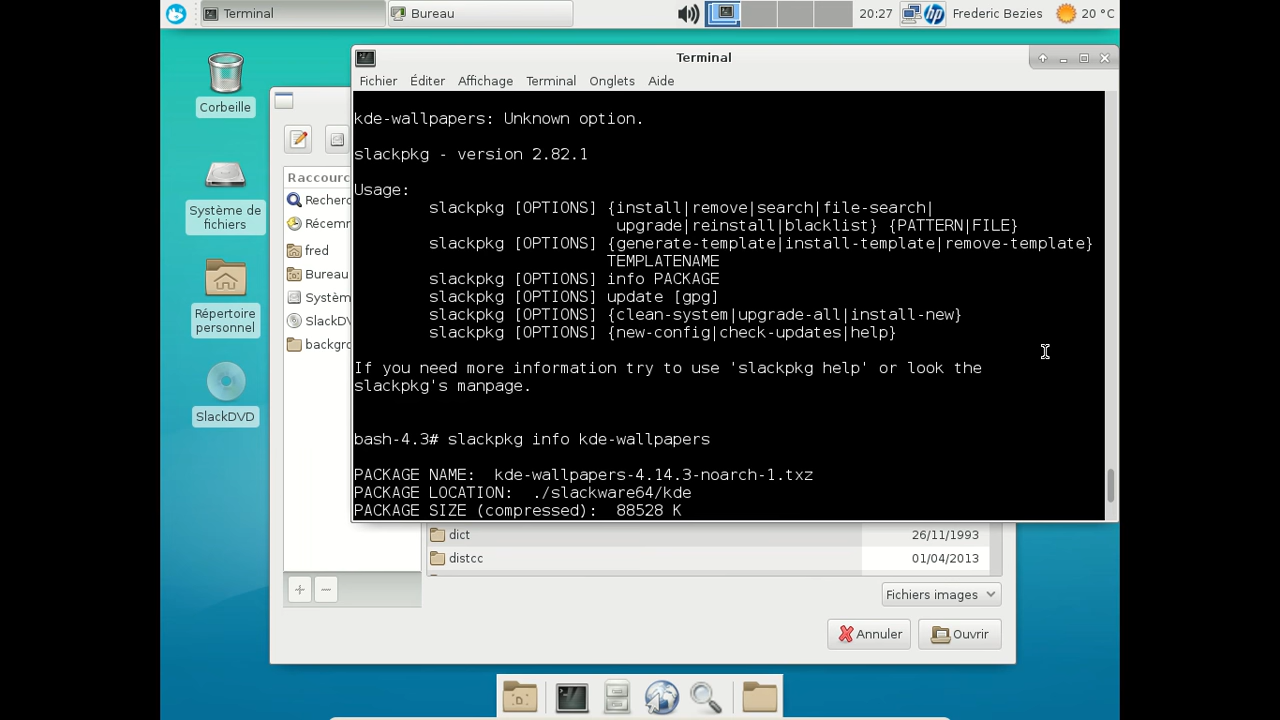 Terminal
Bureau
20:27
Frederic Bezies
20 °C
Corbeille
Système de
fichiers
Répertoire
personnel
SlackDVD
Terminal
Fichier Éditer Affichage Terminal Onglets Aide
kde-wallpapers: Unknown option.
slackpkg - version 2.82.1
Usage:
slackpkg [OPTIONS] {install|remove|search|file-search|
upgrade|reinstall|blacklist} {PATTERN|FILE}
slackpkg [OPTIONS] {generate-template|install-template|remove-template}
TEMPLATENAME
slackpkg [OPTIONS] info PACKAGE
slackpkg [OPTIONS] update [gpg]
slackpkg [OPTIONS] {clean-system|upgrade-all|install-new}
slackpkg [OPTIONS] {new-config|check-updates|help}
If you need more information try to use 'slackpkg help' or look the
slackpkg's manpage.
bash-4.3# slackpkg info kde-wallpapers
PACKAGE NAME:  kde-wallpapers-4.14.3-noarch-1.txz
PACKAGE LOCATION:  ./slackware64/kde
PACKAGE SIZE (compressed):  88528 K
Raccourc
Recherc
Récemm
fred
Bureau
Systèm
SlackDV
backgro
dict 26/11/1993
distcc 01/04/2013
Fichiers images
Annuler
Ouvrir